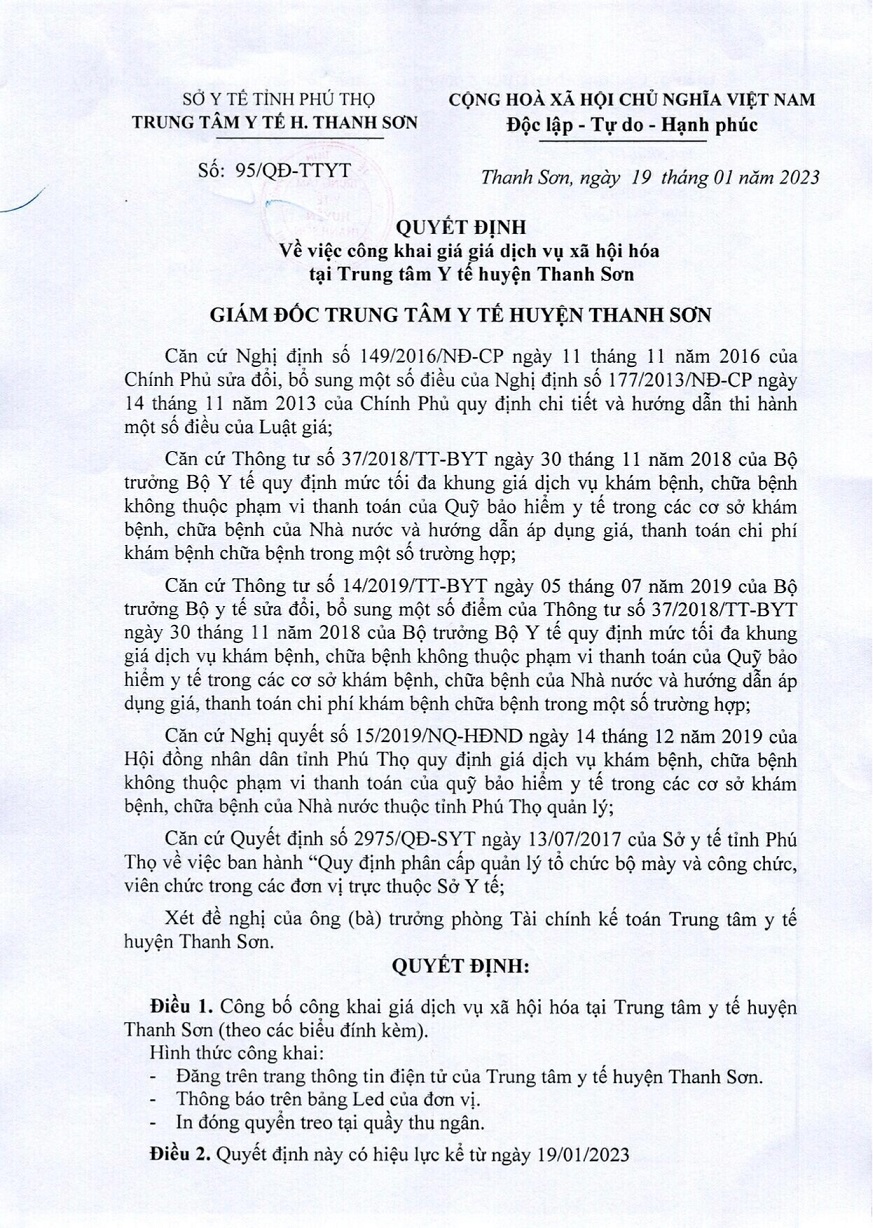 SỞ Y TẾ TỈNH PHÚ THỌ
TRUNG TÂM Y TẾ H. THANH SƠN
Số: 95/QĐ-TTYT
CỘNG HOÀ XÃ HỘI CHỦ NGHĨA VIỆT NAM
Độc lập - Tự do - Hạnh phúc
Thanh Sơn, ngày 19 tháng 01 năm 2023
QUYẾT ĐỊNH
Về việc công khai giá giá dịch vụ xã hội hóa
tại Trung tâm Y tế huyện Thanh Sơn
GIÁM ĐỐC TRUNG TÂM Y TẾ HUYỆN THANH SƠN
Căn cứ Nghị định số 149/2016/NĐ-CP ngày 11 tháng 11 năm 2016 của
Chính Phủ sửa đổi, bổ sung một số điều của Nghị định số 177/2013/NĐ-CP ngày
14 tháng 11 năm 2013 của Chính Phủ quy định chi tiết và hướng dẫn thi hành
một số điều của Luật giá;
Căn cứ Thông tư số 37/2018/TT-BYT ngày 30 tháng 11 năm 2018 của Bộ
trưởng Bộ Y tế quy định mức tối đa khung giá dịch vụ khám bệnh, chữa bệnh
không thuộc phạm vi thanh toán của Quỹ bảo hiểm y tế trong các cơ sở khám
bệnh, chữa bệnh của Nhà nước và hướng dẫn áp dụng giá, thanh toán chi phí
khám bệnh chữa bệnh trong một số trường hợp;
Căn cứ Thông tư số 14/2019/TT-BYT ngày 05 tháng 07 năm 2019 của Bộ
trưởng Bộ y tế sửa đổi, bổ sung một số điểm của Thông tư số 37/2018/TT-BYT
ngày 30 tháng 11 năm 2018 của Bộ trưởng Bộ Y tế quy định mức tối đa khung
giá dịch vụ khám bệnh, chữa bệnh không thuộc phạm vi thanh toán của Quỹ bảo
hiểm y tế trong các cơ sở khám bệnh, chữa bệnh của Nhà nước và hướng dẫn áp
dụng giá, thanh toán chi phí khám bệnh chữa bệnh trong một số trường hợp;
Căn cứ Nghị quyết số 15/2019/NQ-HĐND ngày 14 tháng 12 năm 2019 của
Hội đồng nhân dân tỉnh Phú Thọ quy định giá dịch vụ khám bệnh, chữa bệnh
không thuộc phạm vi thanh toán của quỹ bảo hiểm y tế trong các cơ sở khám
bệnh, chữa bệnh của Nhà nước thuộc tỉnh Phú Thọ quản lý;
Căn cứ Quyết định số 2975/QĐ-SYT ngày 13/07/2017 của Sở y tế tỉnh Phú
Thọ về việc ban hành “Quy định phân cấp quản lý tổ chức bộ mày và công chức,
viên chức trong các đơn vị trực thuộc Sở Y tế;
Xét đề nghị của ông (bà) trưởng phòng Tài chính kế toán Trung tâm y tế
huyện Thanh Sơn.
QUYẾT ĐỊNH:
Điều 1. Công bố công khai giá dịch vụ xã hội hóa tại Trung tâm y tế huyện
Thanh Sơn (theo các biểu đính kèm).
Hình thức công khai:
- Đăng trên trang thông tin điện tử của Trung tâm y tế huyện Thanh Sơn.
- Thông báo trên bảng Led của đơn vị.
- In đóng quyển treo tại quầy thu ngân.
Điều 2. Quyết định này có hiệu lực kể từ ngày 19/01/2023